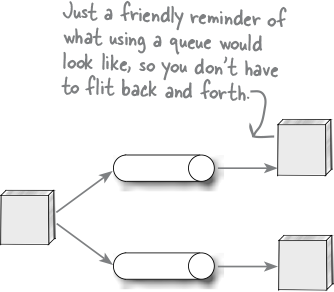 Just a friendly reminder of
what using a queue would
look like, so you don't have
to flit back and forth.